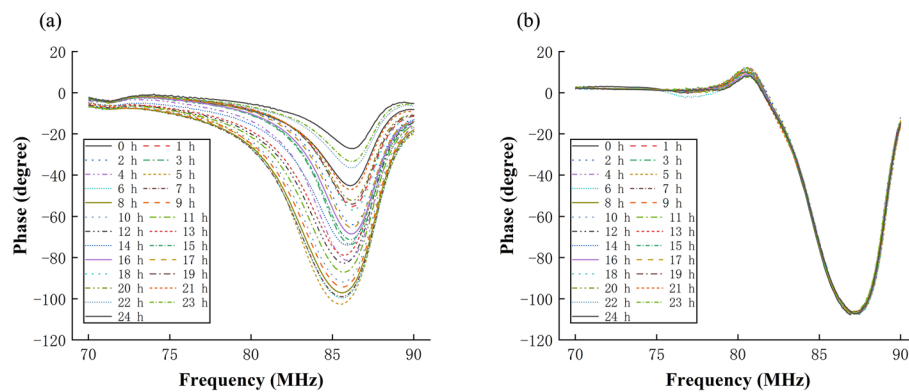 (a)
20
0
-20
-40
-60
-80
-100
-120
Phase (degree)
0 h 1 h
2 h 3 h
4 h 5 h
6 h 7 h
8 h 9 h
10 h 11 h
12 h 13 h
14 h 15 h
16 h 17 h
18 h 19 h
20 h 21 h
22 h 23 h
24 h
70 75 80 85 90
Frequency (MHz)
(b)
20
0
-20
-40
-60
-80
-100
-120
Phase (degree)
0 h 1 h
2 h 3 h
4 h 5 h
6 h 7 h
8 h 9 h
10 h 11 h
12 h 13 h
14 h 15 h
16 h 17 h
18 h 19 h
20 h 21 h
22 h 23 h
24 h
70 75 80 85 90
Frequency (MHz)